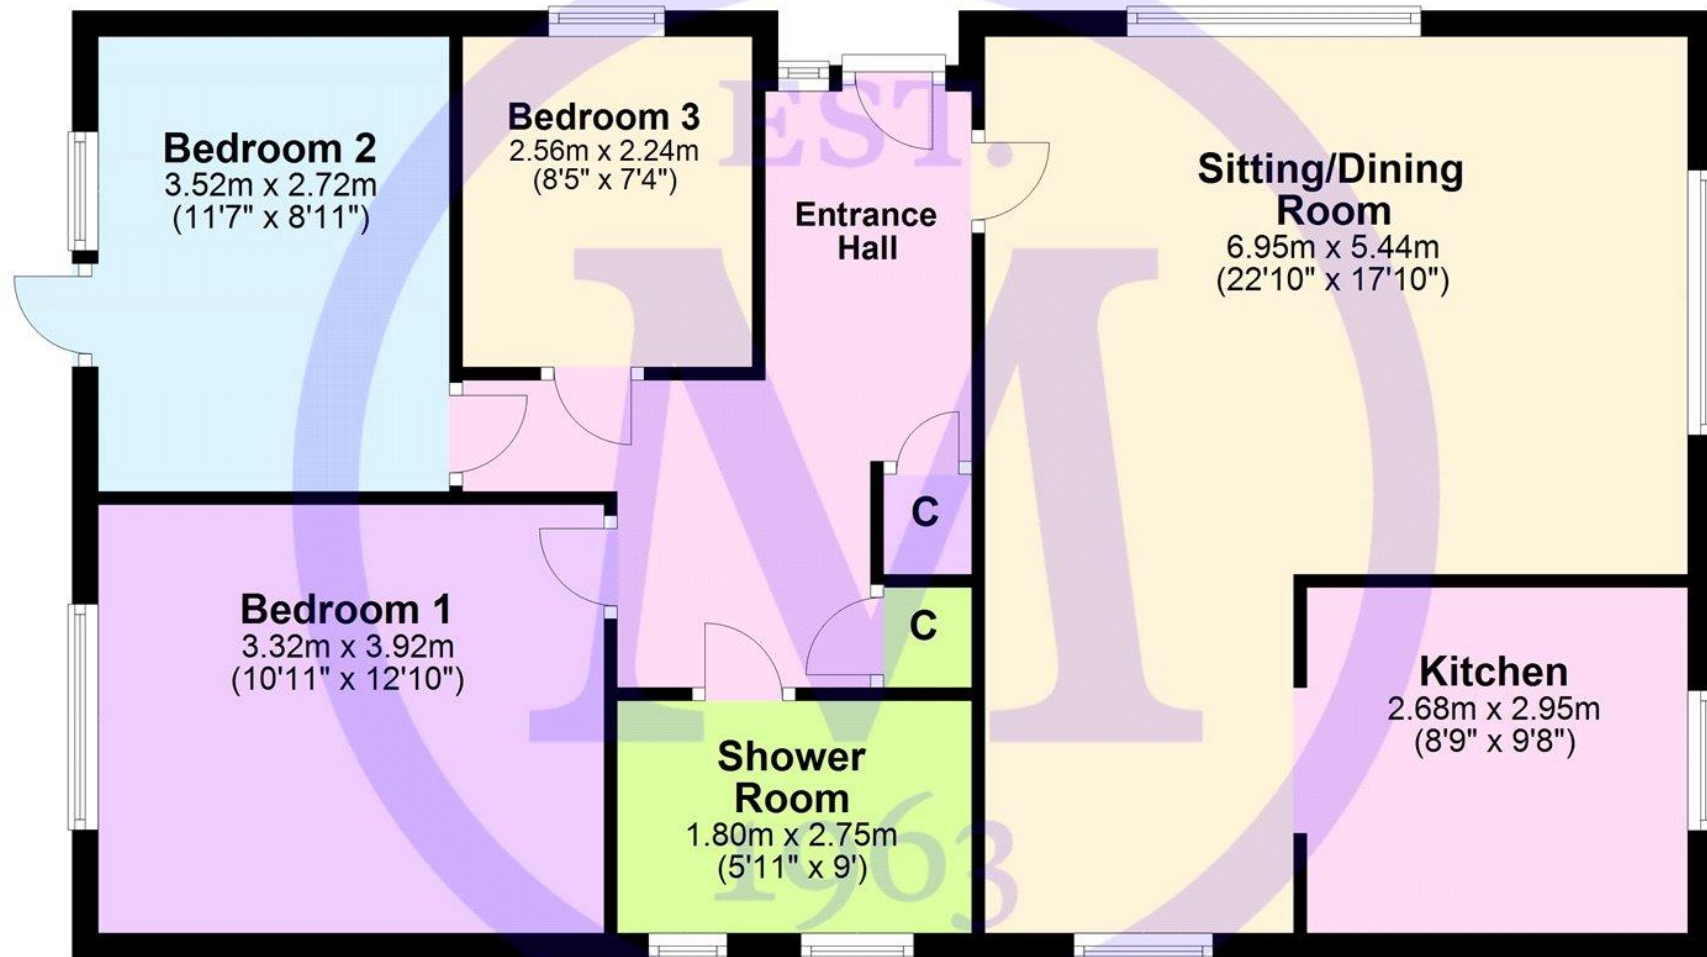 Bedroom 2
3.52m x 2.72m
(11'7" x 8'11")
Bedroom 3
2.56m x 2.24m
(8'5" x 7'4")
EST.
Entrance
Hall
Sitting/Dining
Room
6.95m x 5.44m
(22'10" x 17'10")
M
C
C
Bedroom 1
3.32m x 3.92m
(10'11" x 12'10")
Shower
Room
1.80m x 2.75m
(5'11" x 9')
Kitchen
2.68m x 2.95m
(8'9" x 9'8")
1963